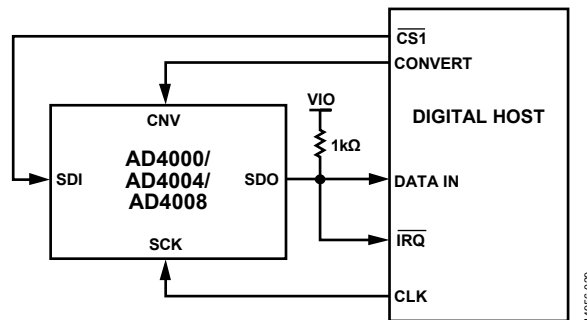 CS1
CONVERT
VIO
CNV
DIGITAL HOST
1kΩ
AD4000/
AD4004/
AD4008
SDI
SDO
DATA IN
SCK
IRQ
CLK